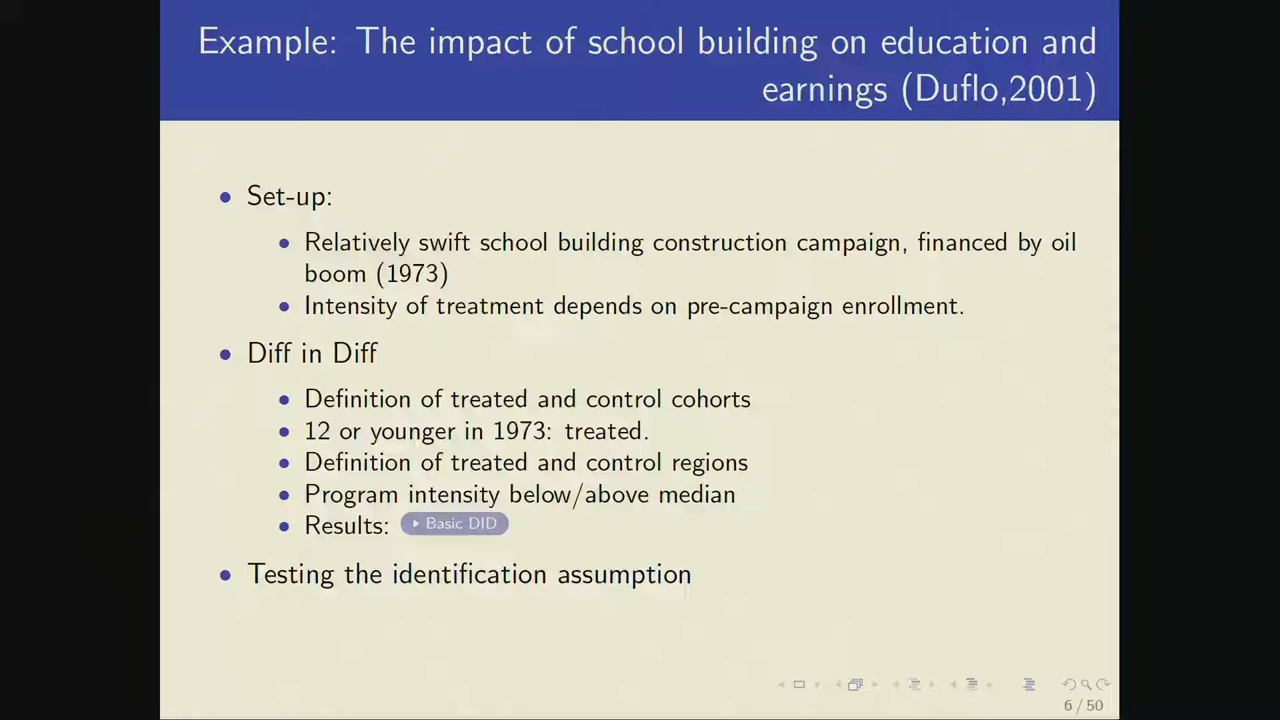 Example: The impact of school building on education and
earnings (Duflo,2001)
• Set-up:
• Relatively swift school building construction campaign, financed by oil
boom (1973)
• Intensity of treatment depends on pre-campaign enrollment.
• Diff in Diff
• Definition of treated and control cohorts
• 12 or younger in 1973: treated.
• Definition of treated and control regions
• Program intensity below/above median
• Results: Basic DID
• Testing the identification assumption
6 / 50